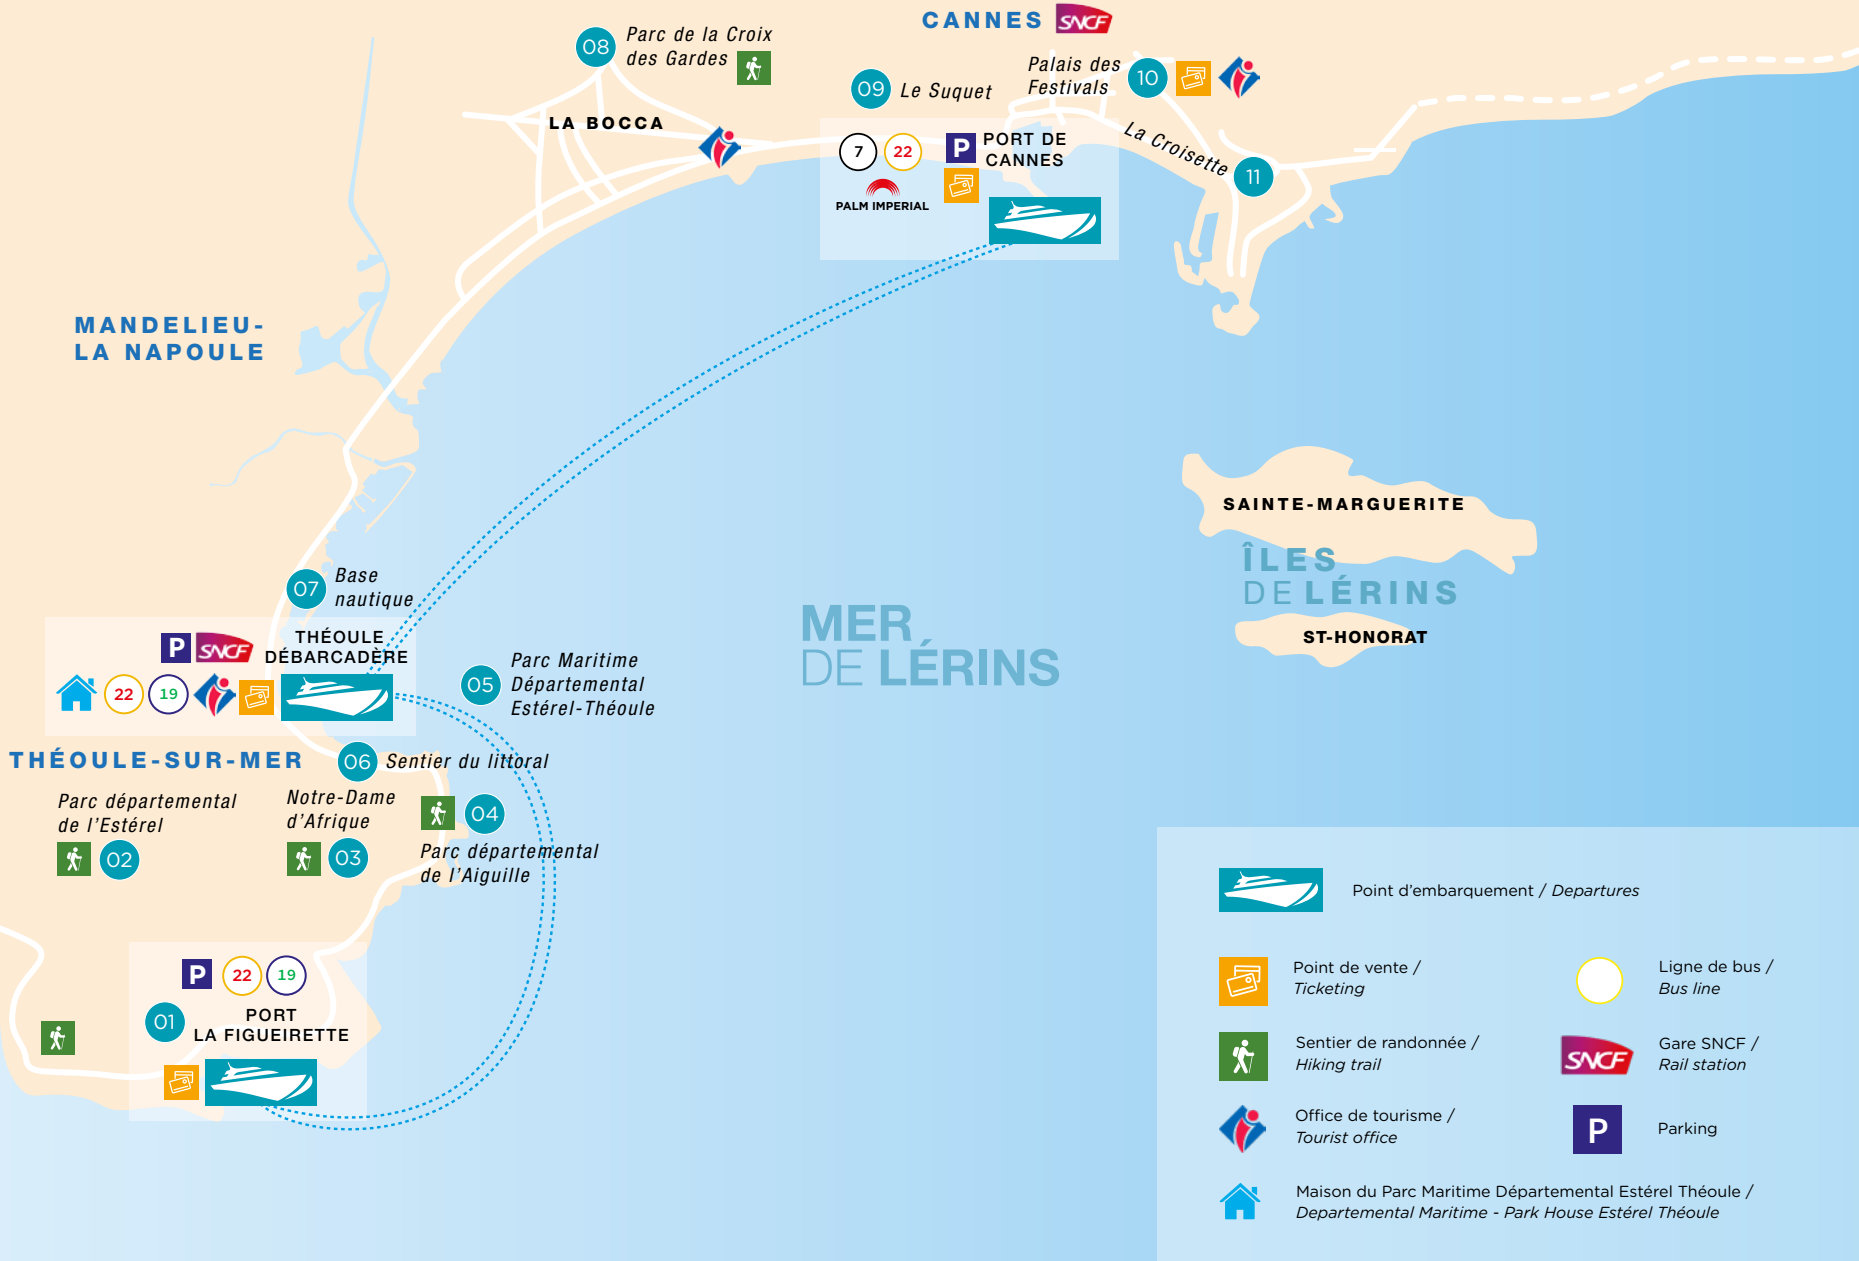 CANNES SNCF
08
Parc de la Croix
des Gardes
09 Le Suquet
Palais des
Festivals
10
LA BOCCA
La Croisette
11
7 22 P PORT DE
CANNES
PALM IMPERIAL
MANDELIEU-
LA NAPOULE
SAINTE-MARGUERITE
ÎLES
DE LÉRINS
ST-HONORAT
MER
DE LÉRINS
07
Base
nautique
P SNCF THÉOULE
DÉBARCADÈRE
22 19
05
Parc Maritime
Départemental
Estérel-Théoule
THÉOULE-SUR-MER
06 Sentier du littoral
Parc départemental
de l'Estérel
02
Notre-Dame
d'Afrique
03
04
Parc départemental
de l'Aiguille
P 22 19
01
PORT
LA FIGUEIRETTE
Point d'embarquement / Departures
Point de vente /
Ticketing
Ligne de bus /
Bus line
Sentier de randonnée /
Hiking trail
SNCF
Gare SNCF /
Rail station
Office de tourisme /
Tourist office
P
Parking
Maison du Parc Maritime Départemental Estérel Théoule /
Departemental Maritime - Park House Estérel Théoule